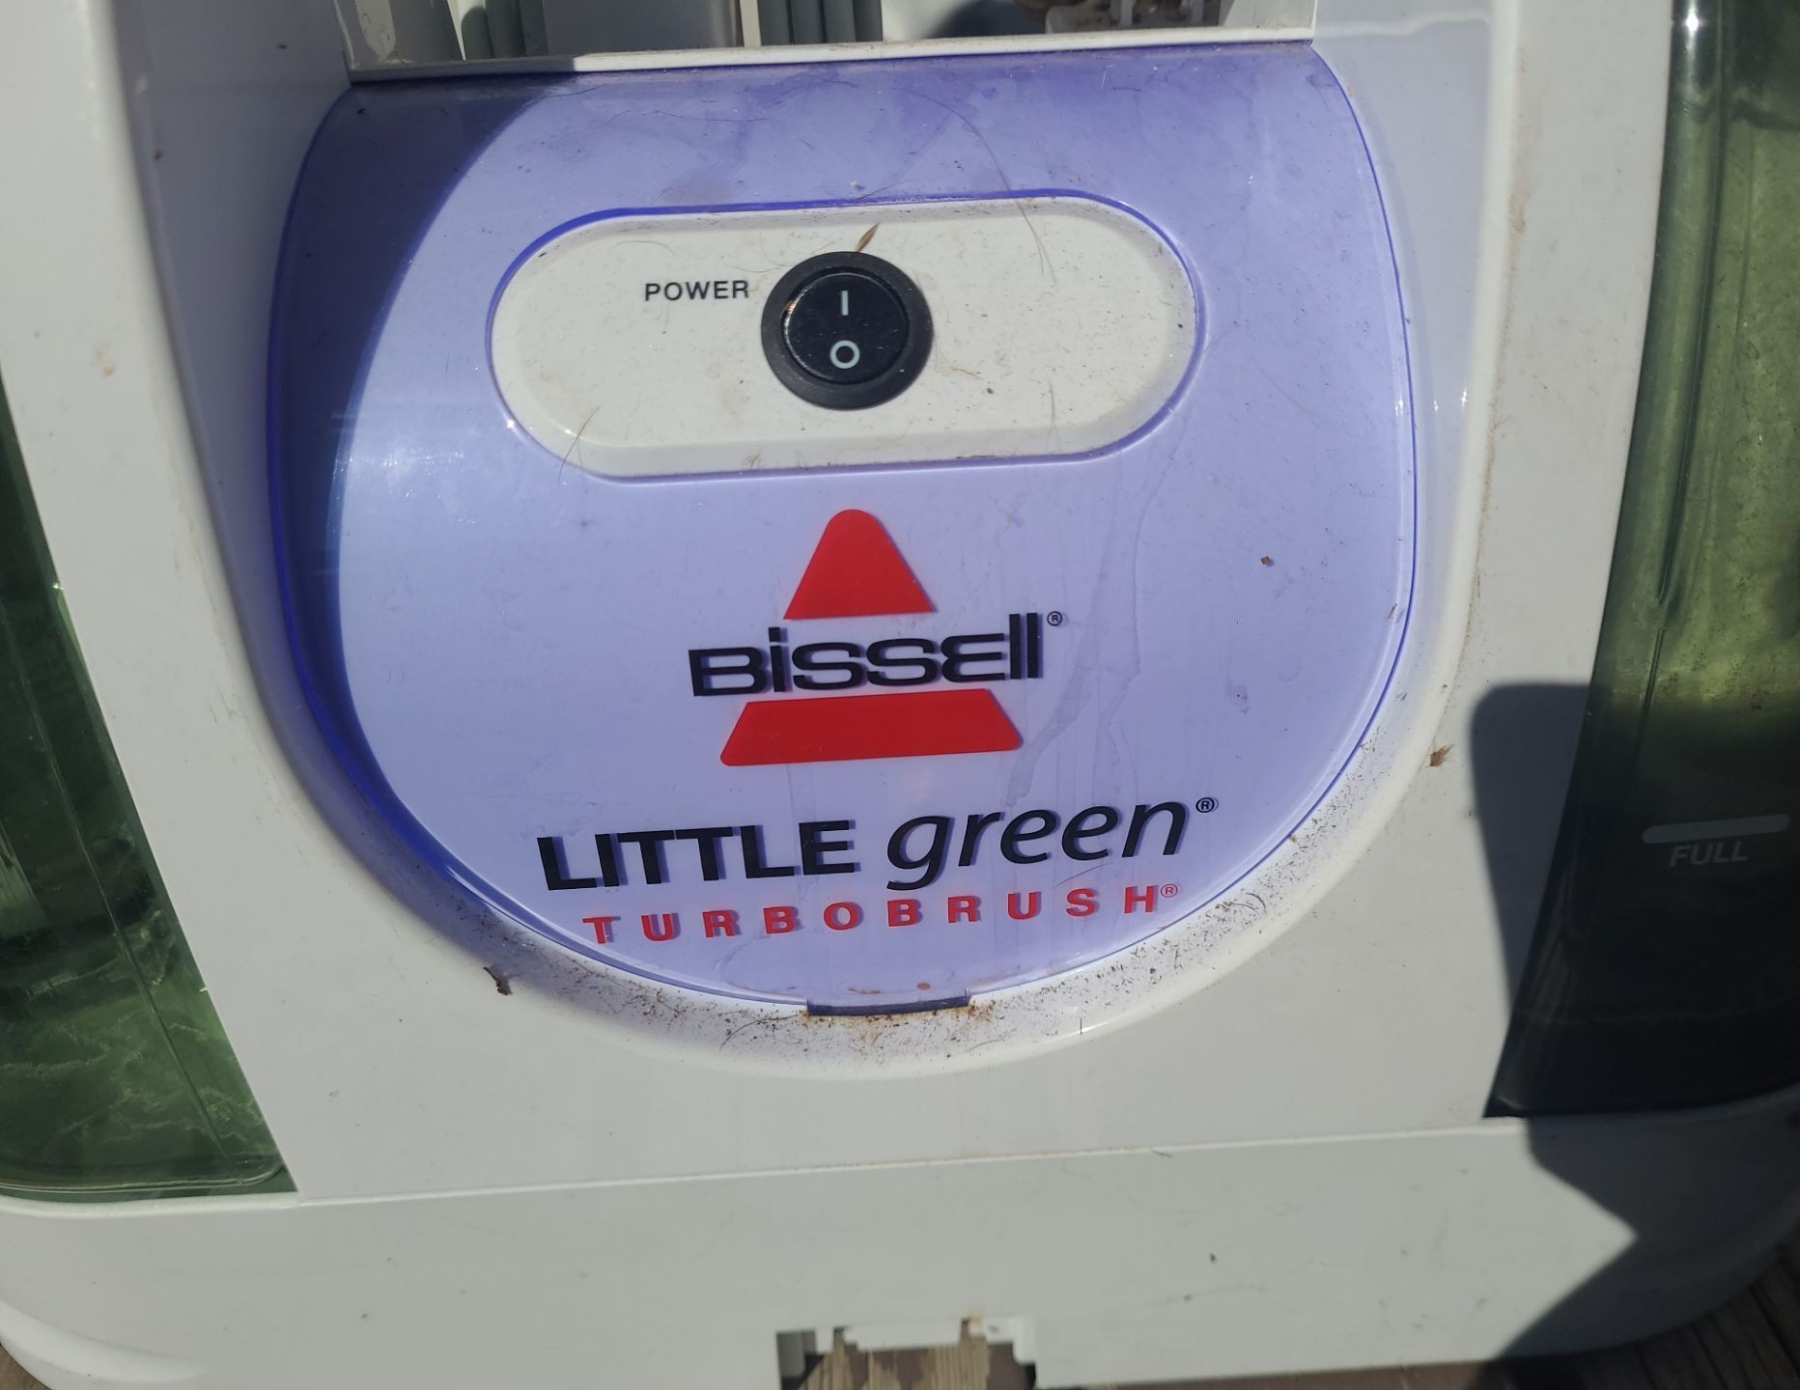 POWER
I
O
BISSELL®
LITTLE green®
TURBOBRUSH®
FULL